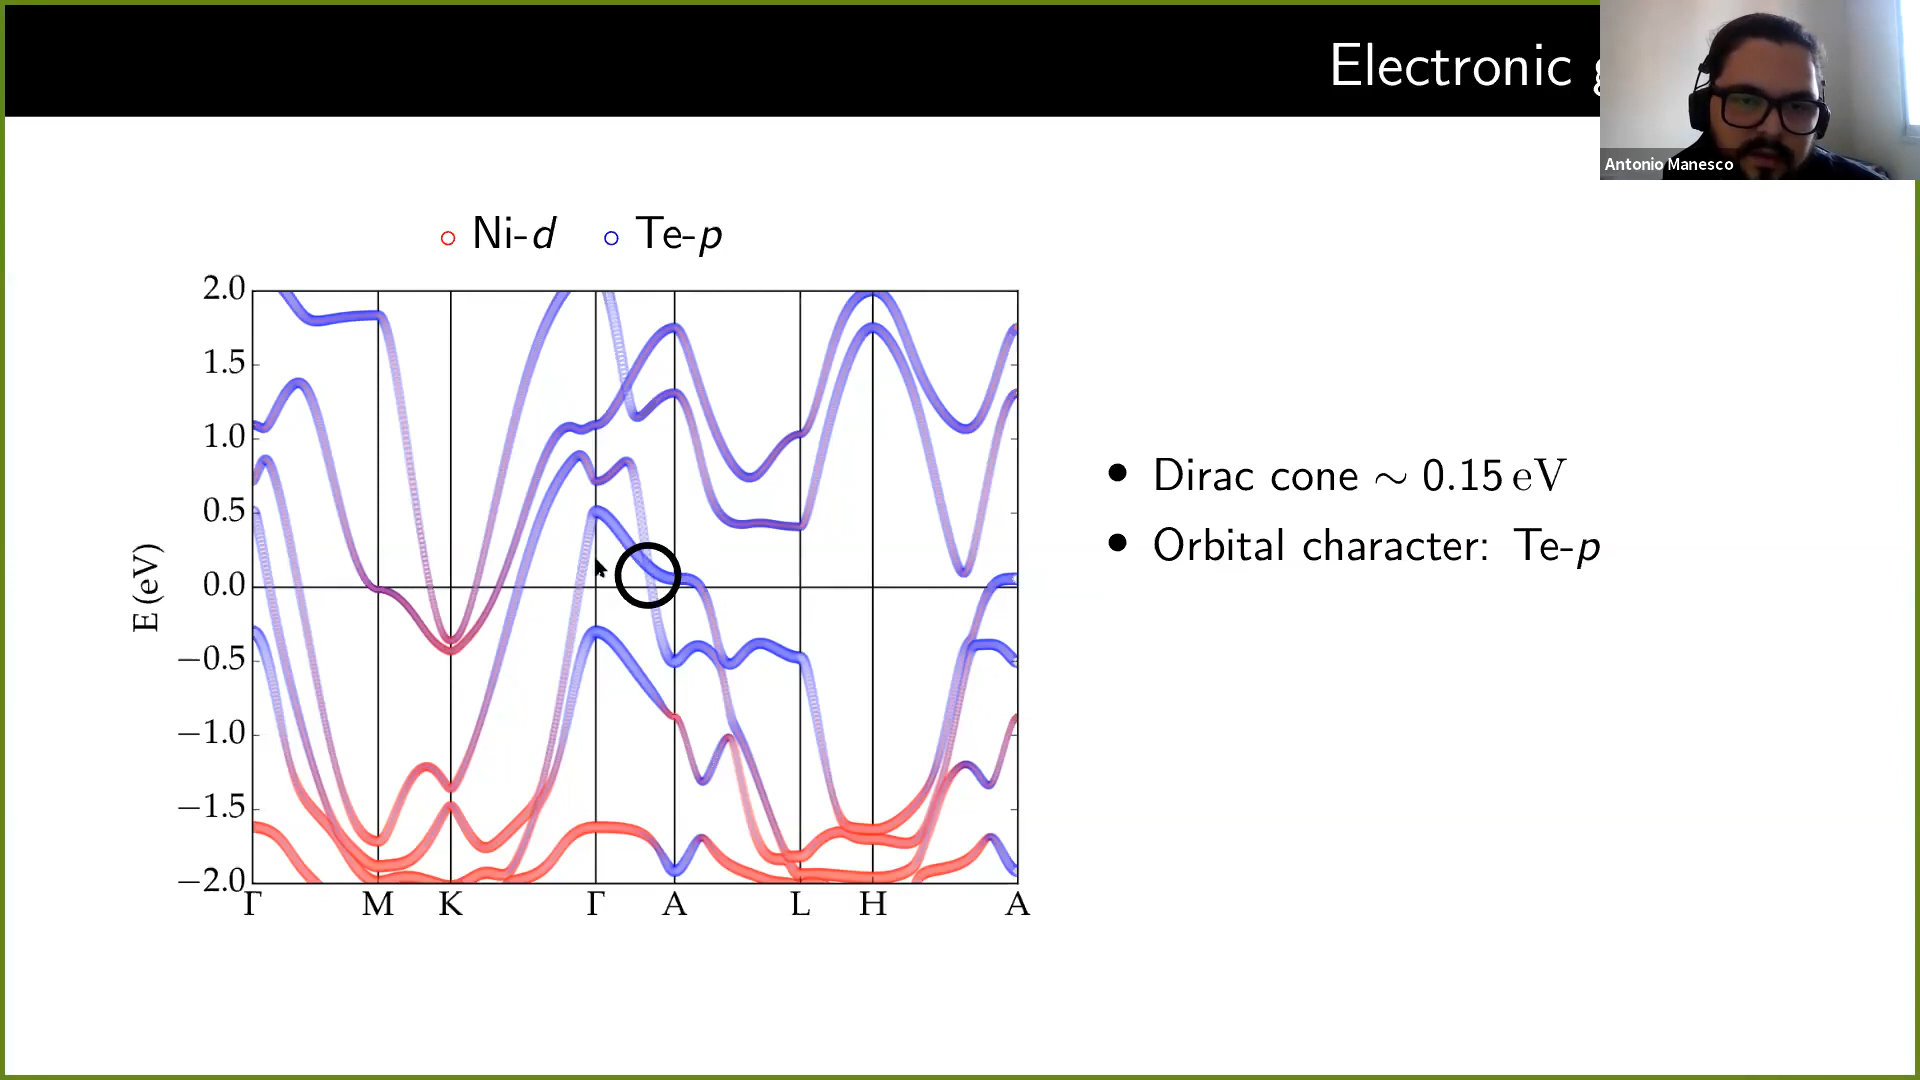 Electronic
Antonio Manesco
Ni-d Te-p
2.0
1.5
1.0
0.5
0.0
−0.5
−1.0
−1.5
−2.0
E (eV)
Γ M K Γ A L H A
• Dirac cone ∼ 0.15 eV
• Orbital character: Te-p